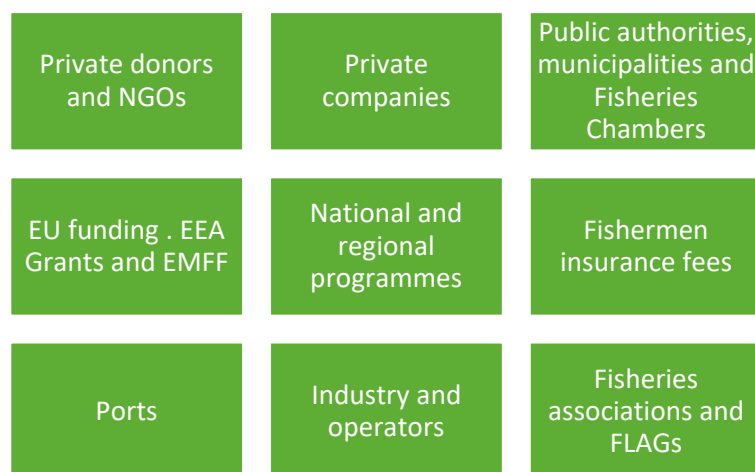 Private donors
and NGOs
Private
companies
Public authorities,
municipalities and
Fisheries
Chambers
EU funding . EEA
Grants and EMFF
National and
regional
programmes
Fishermen
insurance fees
Ports
Industry and
operators
Fisheries
associations and
FLAGs